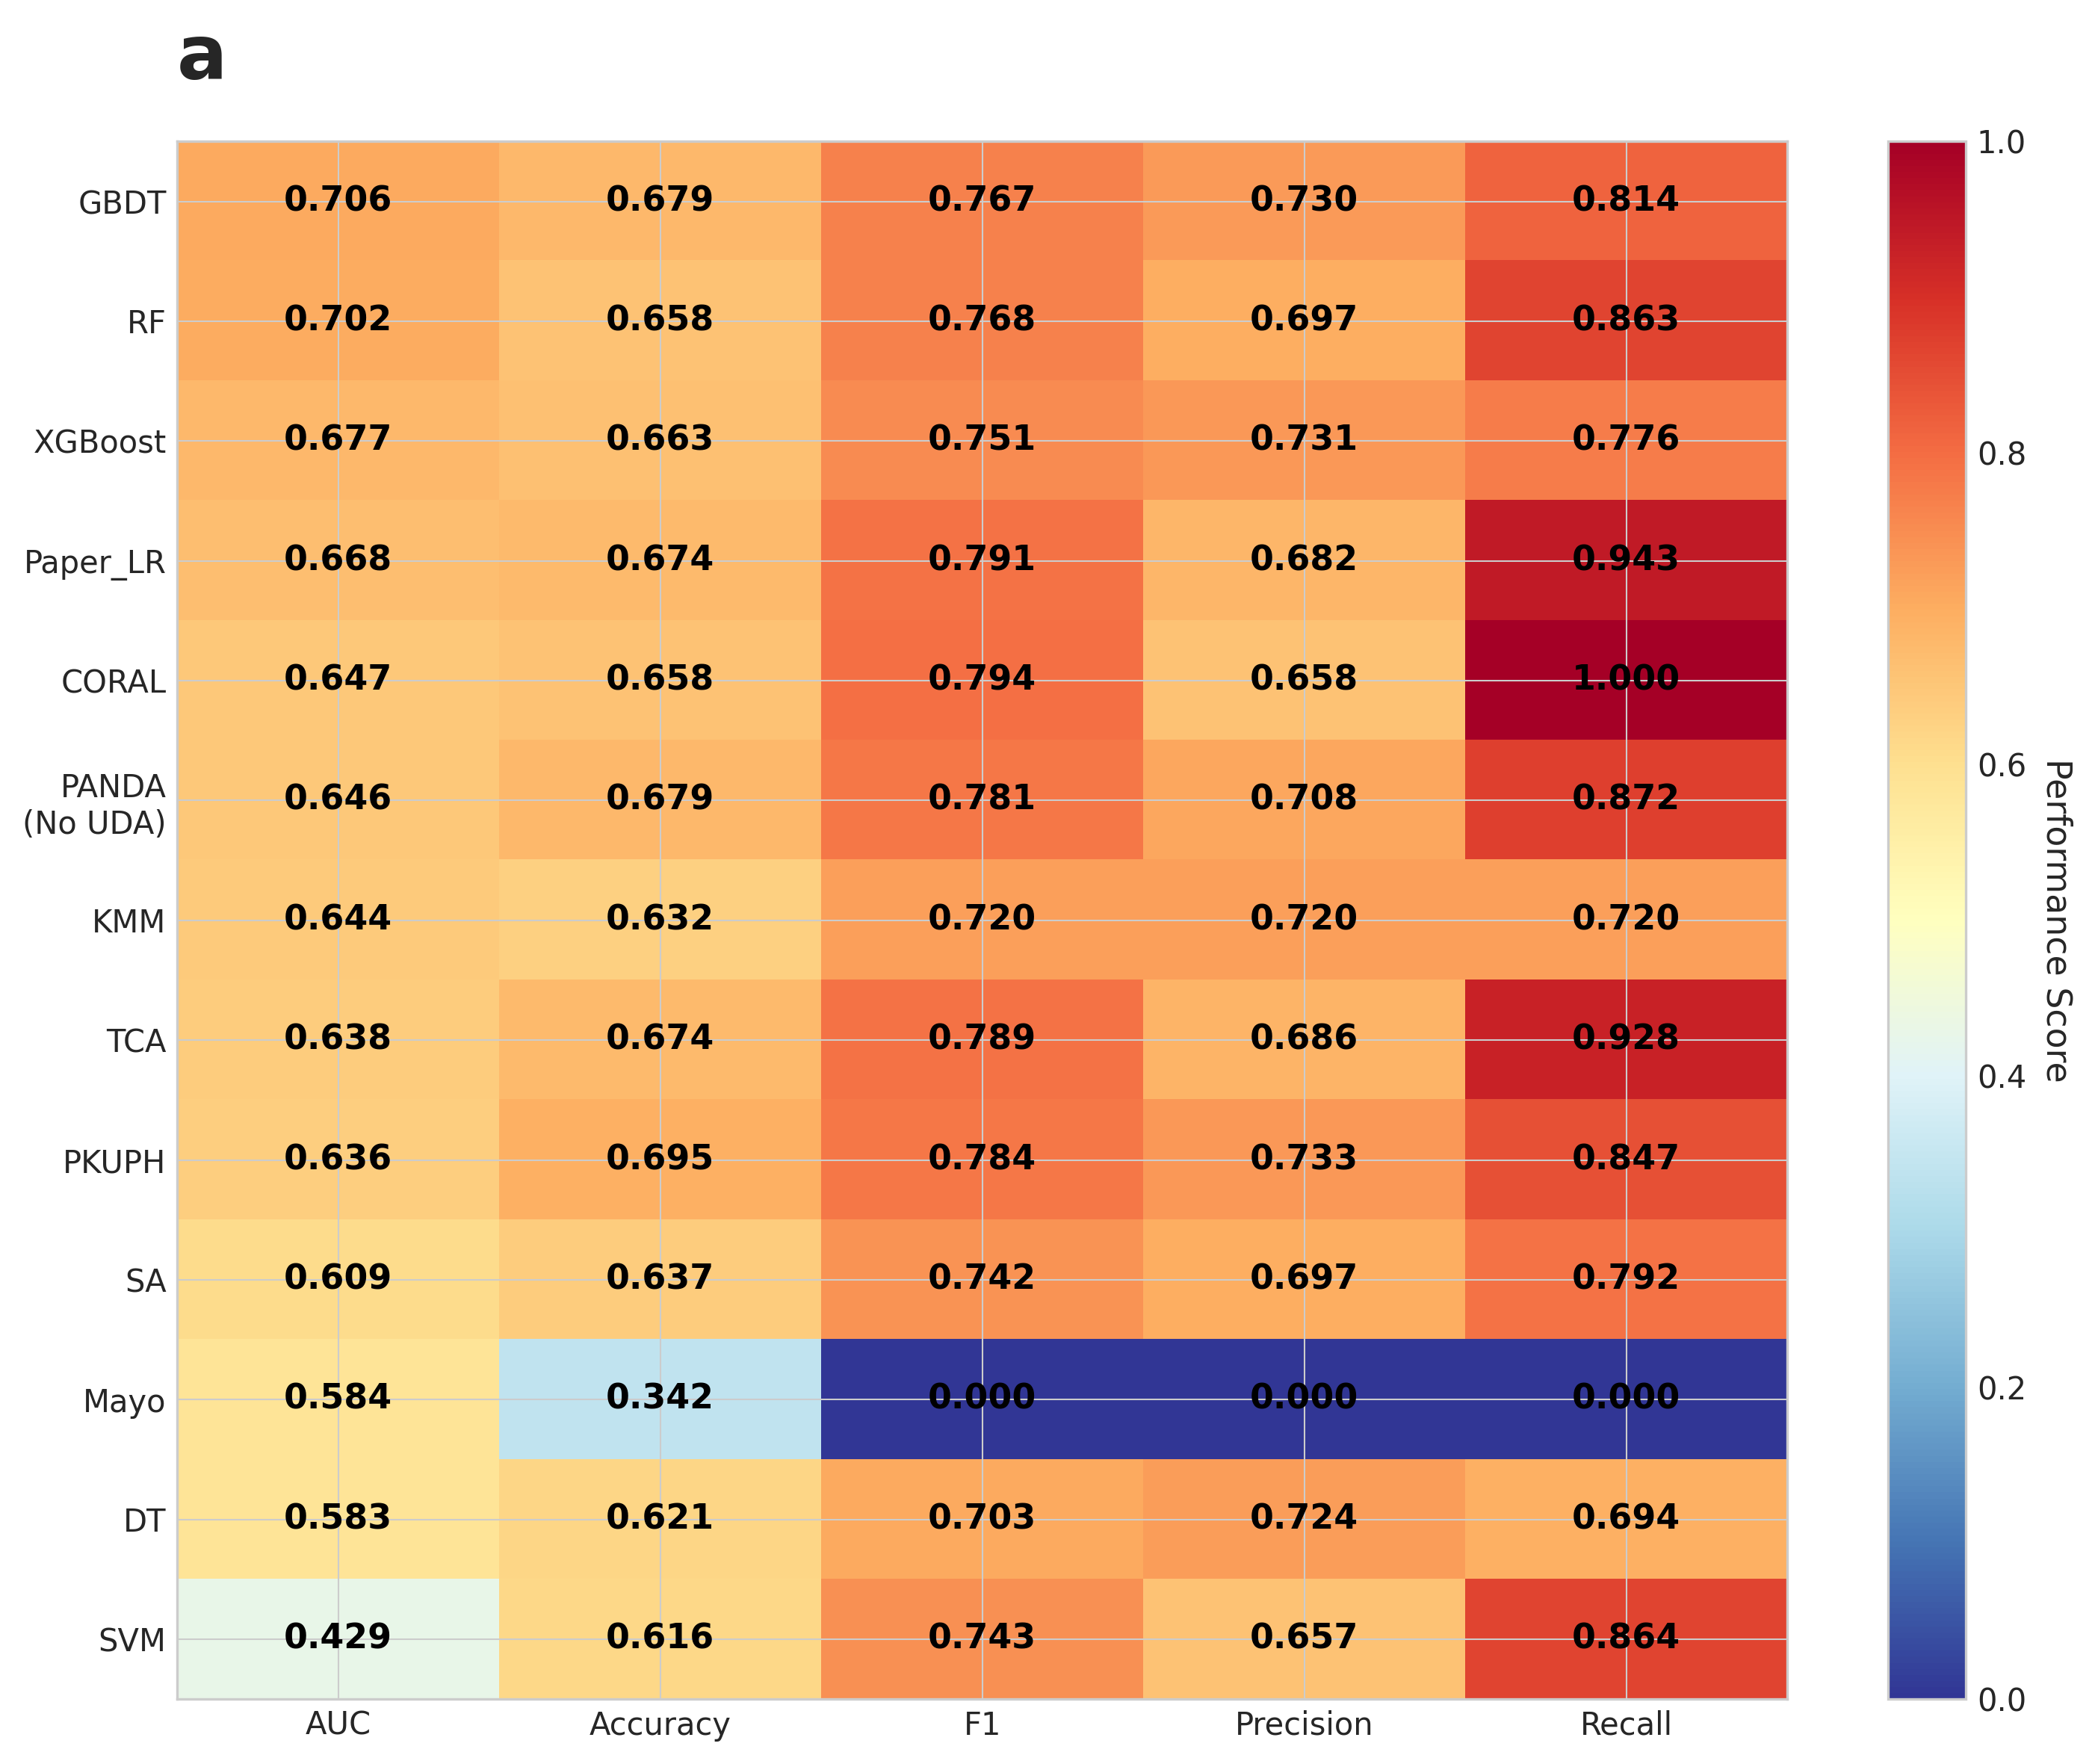 a
GBDT 0.706 0.679 0.767 0.730 0.814
RF 0.702 0.658 0.768 0.697 0.863
XGBoost 0.677 0.663 0.751 0.731 0.776
Paper_LR 0.668 0.674 0.791 0.682 0.943
CORAL 0.647 0.658 0.794 0.658 1.000
PANDA
(No UDA) 0.646 0.679 0.781 0.708 0.872
KMM 0.644 0.632 0.720 0.720 0.720
TCA 0.638 0.674 0.789 0.686 0.928
PKUPH 0.636 0.695 0.784 0.733 0.847
SA 0.609 0.637 0.742 0.697 0.792
Mayo 0.584 0.342 0.000 0.000 0.000
DT 0.583 0.621 0.703 0.724 0.694
SVM 0.429 0.616 0.743 0.657 0.864
AUC Accuracy F1 Precision Recall
1.0
0.8
0.6
0.4
0.2
0.0
Performance Score